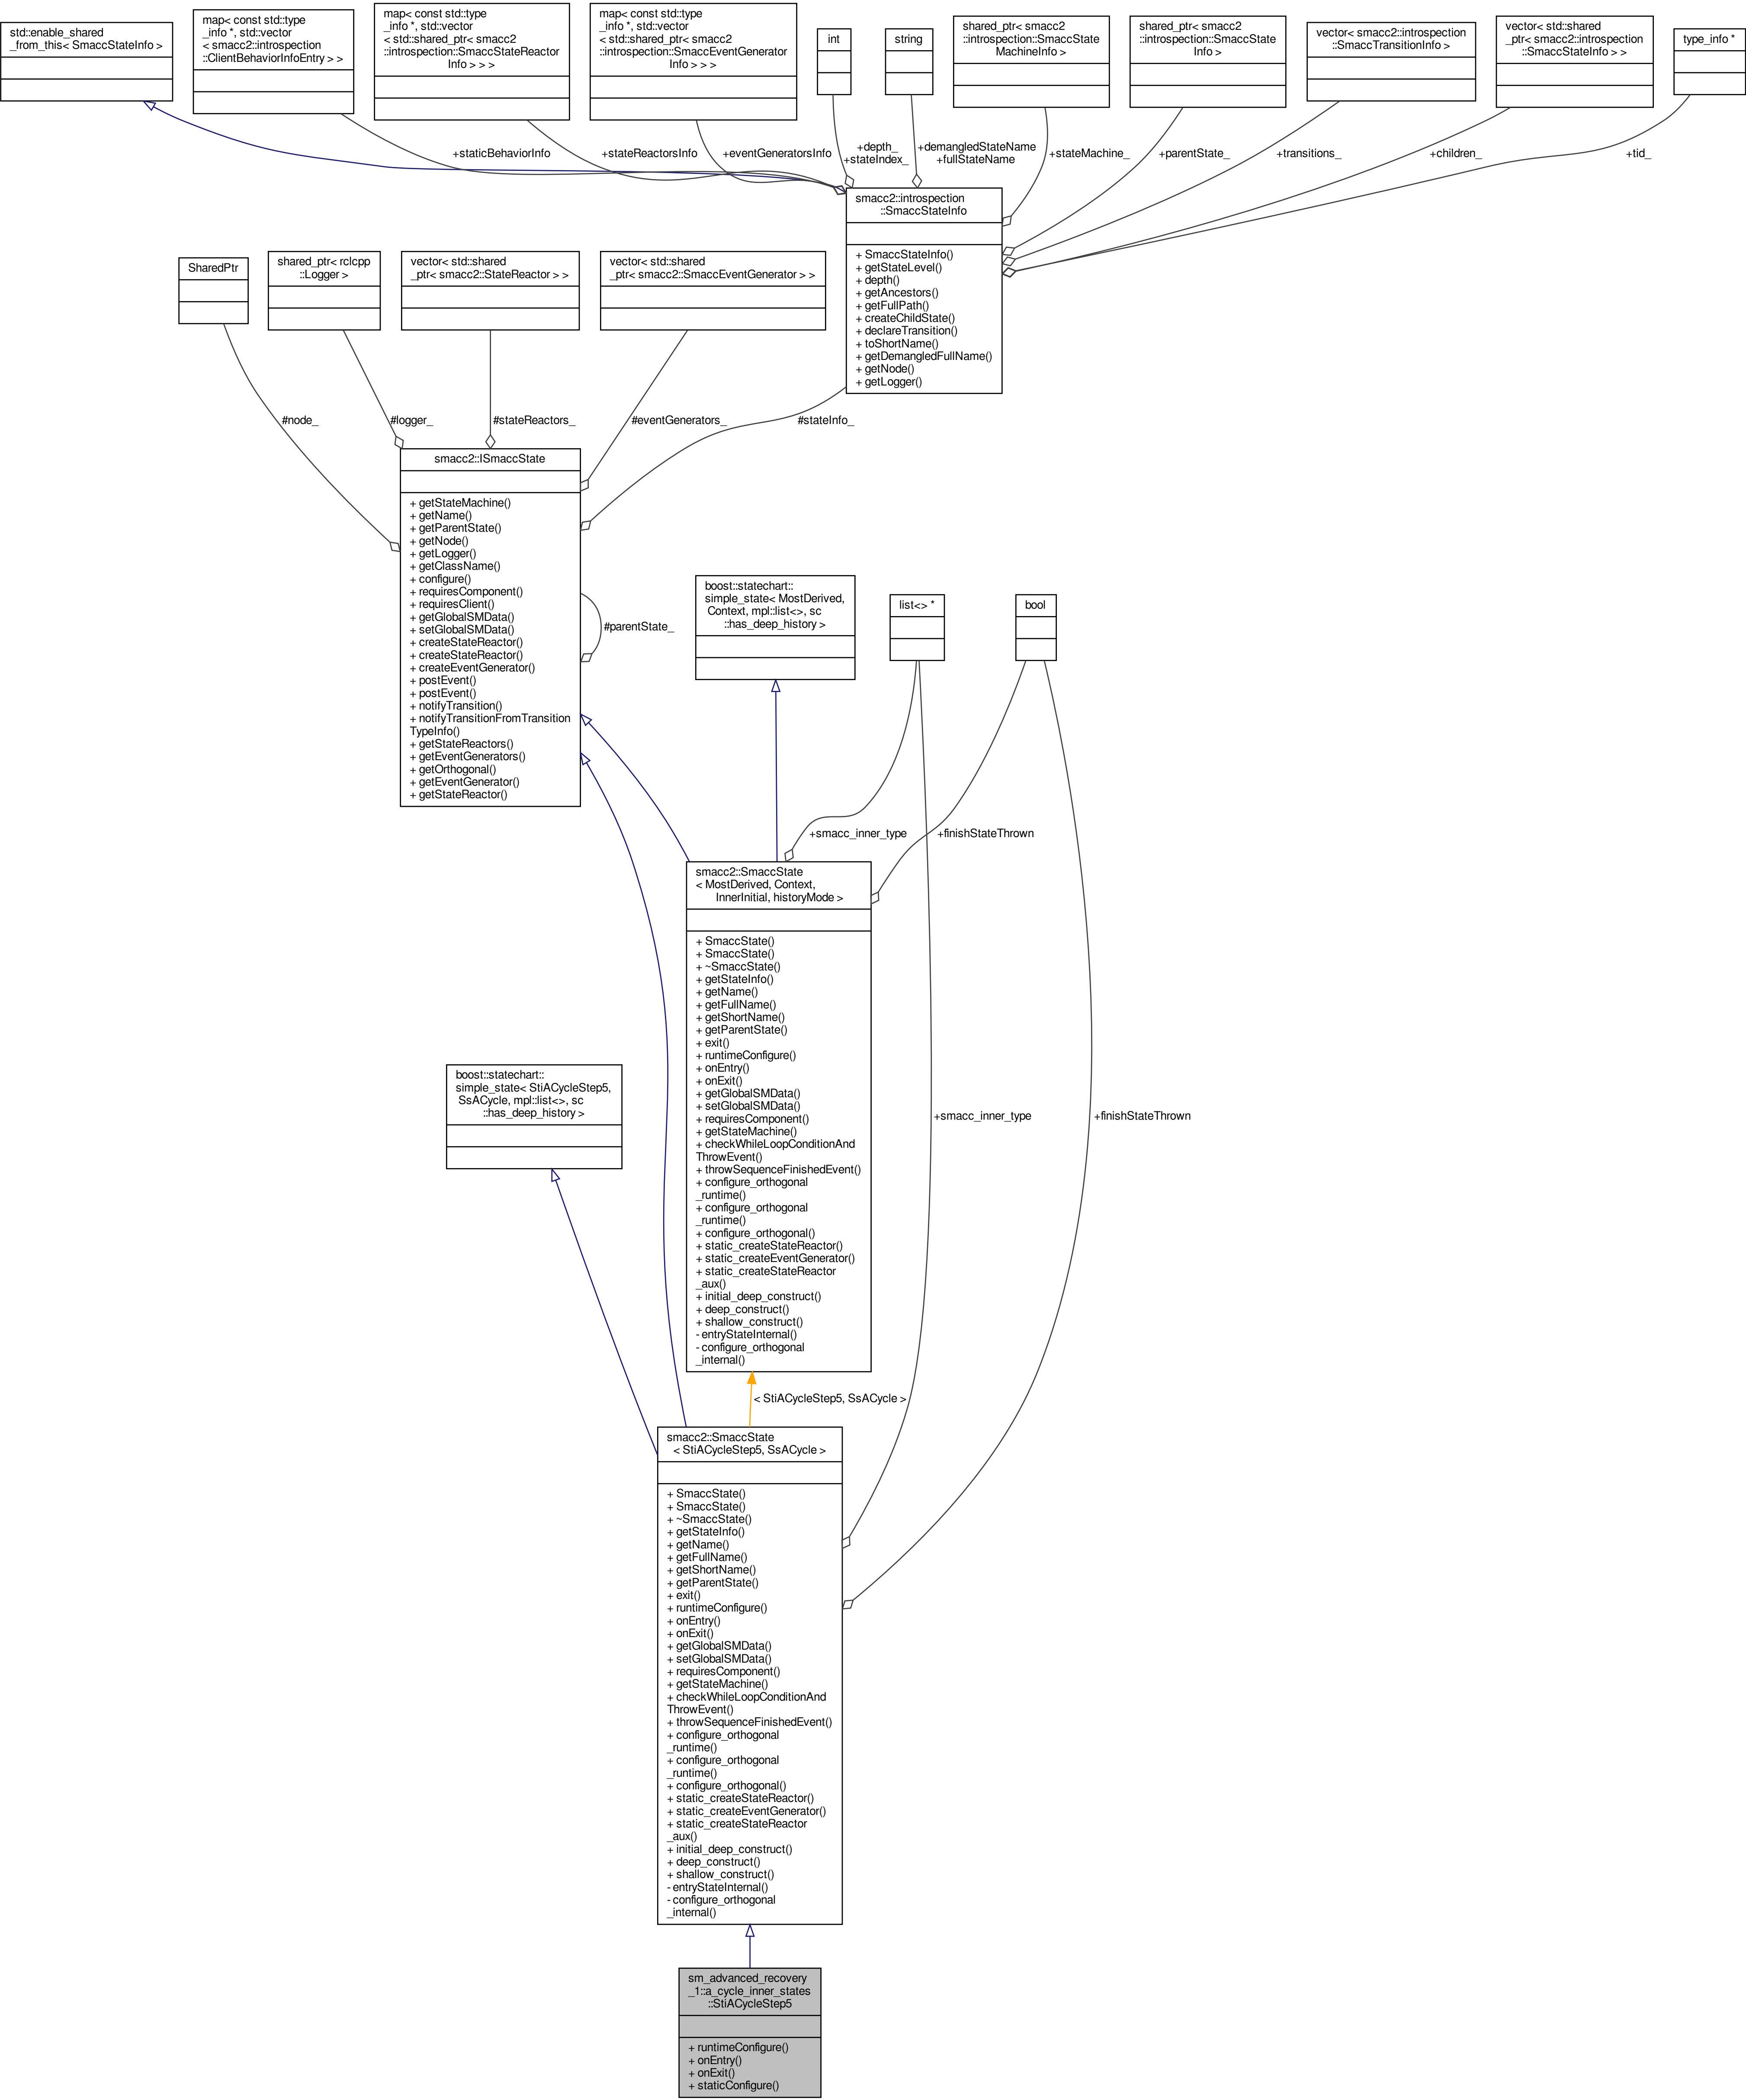 std::enable_shared
_from_this< SmaccStateInfo >
map< const std::type
_info *, std::vector
< smacc2::introspection
::ClientBehaviorInfoEntry > >
map< const std::type
_info *, std::vector
< std::shared_ptr< smacc2
::introspection::SmaccStateReactor
Info > > >
map< const std::type
_info *, std::vector
< std::shared_ptr< smacc2
::introspection::SmaccEventGenerator
Info > > >
int
string
shared_ptr< smacc2
::introspection::SmaccState
MachineInfo >
shared_ptr< smacc2
::introspection::SmaccState
Info >
vector< smacc2::introspection
::SmaccTransitionInfo >
vector< std::shared
_ptr< smacc2::introspection
::SmaccStateInfo > >
type_info *
+staticBehaviorInfo
+stateReactorsInfo
+eventGeneratorsInfo
+depth_
+stateIndex_
+demangledStateName
+fullStateName
+stateMachine_
+parentState_
+transitions_
+children_
+tid_
smacc2::introspection
::SmaccStateInfo
+ SmaccStateInfo()
+ getStateLevel()
+ depth()
+ getAncestors()
+ getFullPath()
+ createChildState()
+ declareTransition()
+ toShortName()
+ getDemangledFullName()
+ getNode()
+ getLogger()
SharedPtr
shared_ptr< rclcpp
::Logger >
vector< std::shared
_ptr< smacc2::StateReactor > >
vector< std::shared
_ptr< smacc2::SmaccEventGenerator > >
#node_
#logger_
#stateReactors_
#eventGenerators_
#stateInfo_
smacc2::ISmaccState
+ getStateMachine()
+ getName()
+ getParentState()
+ getNode()
+ getLogger()
+ getClassName()
+ configure()
+ requiresComponent()
+ requiresClient()
+ getGlobalSMData()
+ setGlobalSMData()
+ createStateReactor()
+ createStateReactor()
+ createEventGenerator()
+ postEvent()
+ postEvent()
+ notifyTransition()
+ notifyTransitionFromTransition
TypeInfo()
+ getStateReactors()
+ getEventGenerators()
+ getOrthogonal()
+ getEventGenerator()
+ getStateReactor()
#parentState_
boost::statechart::
simple_state< MostDerived,
Context, mpl::list<>, sc
::has_deep_history >
list<> *
bool
+smacc_inner_type
+finishStateThrown
smacc2::SmaccState
< MostDerived, Context,
InnerInitial, historyMode >
+ SmaccState()
+ SmaccState()
+ ~SmaccState()
+ getStateInfo()
+ getName()
+ getFullName()
+ getShortName()
+ getParentState()
+ exit()
+ runtimeConfigure()
+ onEntry()
+ onExit()
+ getGlobalSMData()
+ setGlobalSMData()
+ requiresComponent()
+ getStateMachine()
+ checkWhileLoopConditionAnd
ThrowEvent()
+ throwSequenceFinishedEvent()
+ configure_orthogonal
_runtime()
+ configure_orthogonal
_runtime()
+ configure_orthogonal()
+ static_createStateReactor()
+ static_createEventGenerator()
+ static_createStateReactor
_aux()
+ initial_deep_construct()
+ deep_construct()
+ shallow_construct()
- entryStateInternal()
- configure_orthogonal
_internal()
boost::statechart::
simple_state< StiACycleStep5,
SsACycle, mpl::list<>, sc
::has_deep_history >
+smacc_inner_type
+finishStateThrown
< StiACycleStep5, SsACycle >
smacc2::SmaccState
< StiACycleStep5, SsACycle >
+ SmaccState()
+ SmaccState()
+ ~SmaccState()
+ getStateInfo()
+ getName()
+ getFullName()
+ getShortName()
+ getParentState()
+ exit()
+ runtimeConfigure()
+ onEntry()
+ onExit()
+ getGlobalSMData()
+ setGlobalSMData()
+ requiresComponent()
+ getStateMachine()
+ checkWhileLoopConditionAnd
ThrowEvent()
+ throwSequenceFinishedEvent()
+ configure_orthogonal
_runtime()
+ configure_orthogonal
_runtime()
+ configure_orthogonal()
+ static_createStateReactor()
+ static_createEventGenerator()
+ static_createStateReactor
_aux()
+ initial_deep_construct()
+ deep_construct()
+ shallow_construct()
- entryStateInternal()
- configure_orthogonal
_internal()
sm_advanced_recovery
_1::a_cycle_inner_states
::StiACycleStep5
+ runtimeConfigure()
+ onEntry()
+ onExit()
+ staticConfigure()